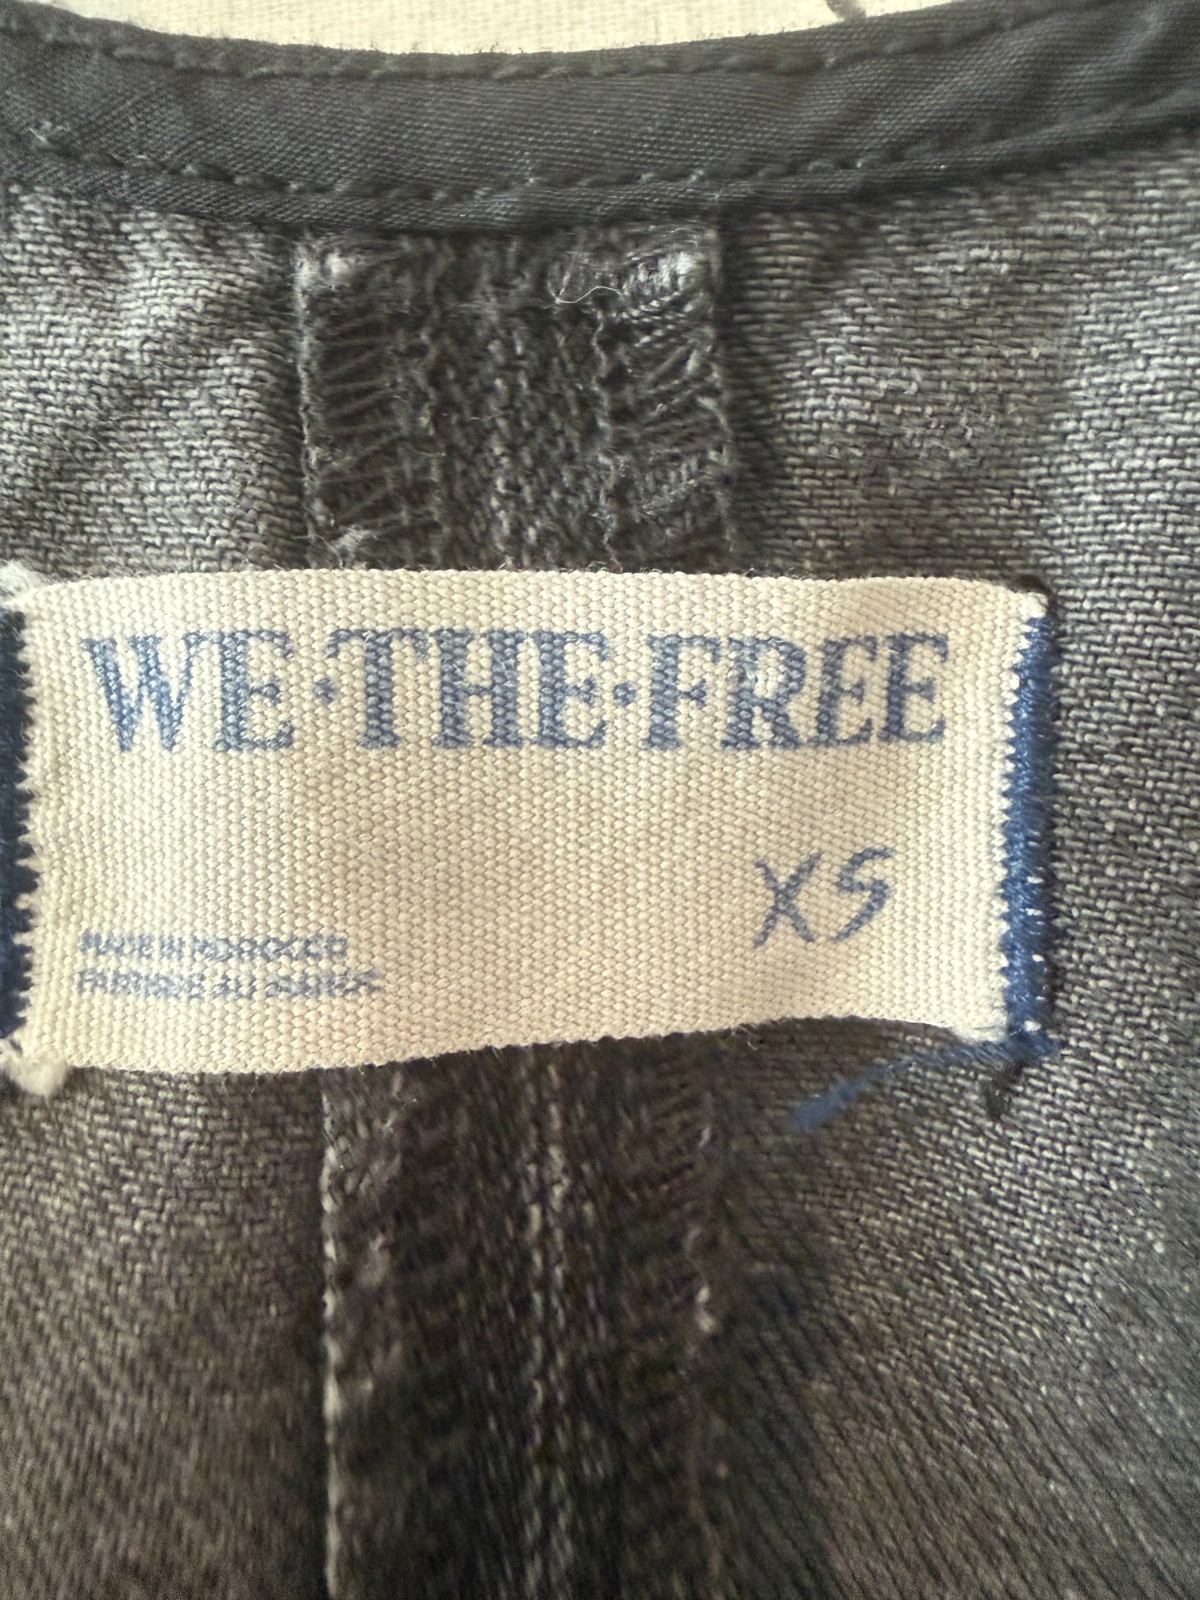 WE·THE·FREE
XS
MADE IN MOROCCO
FABRIQUÉ AU MAROC